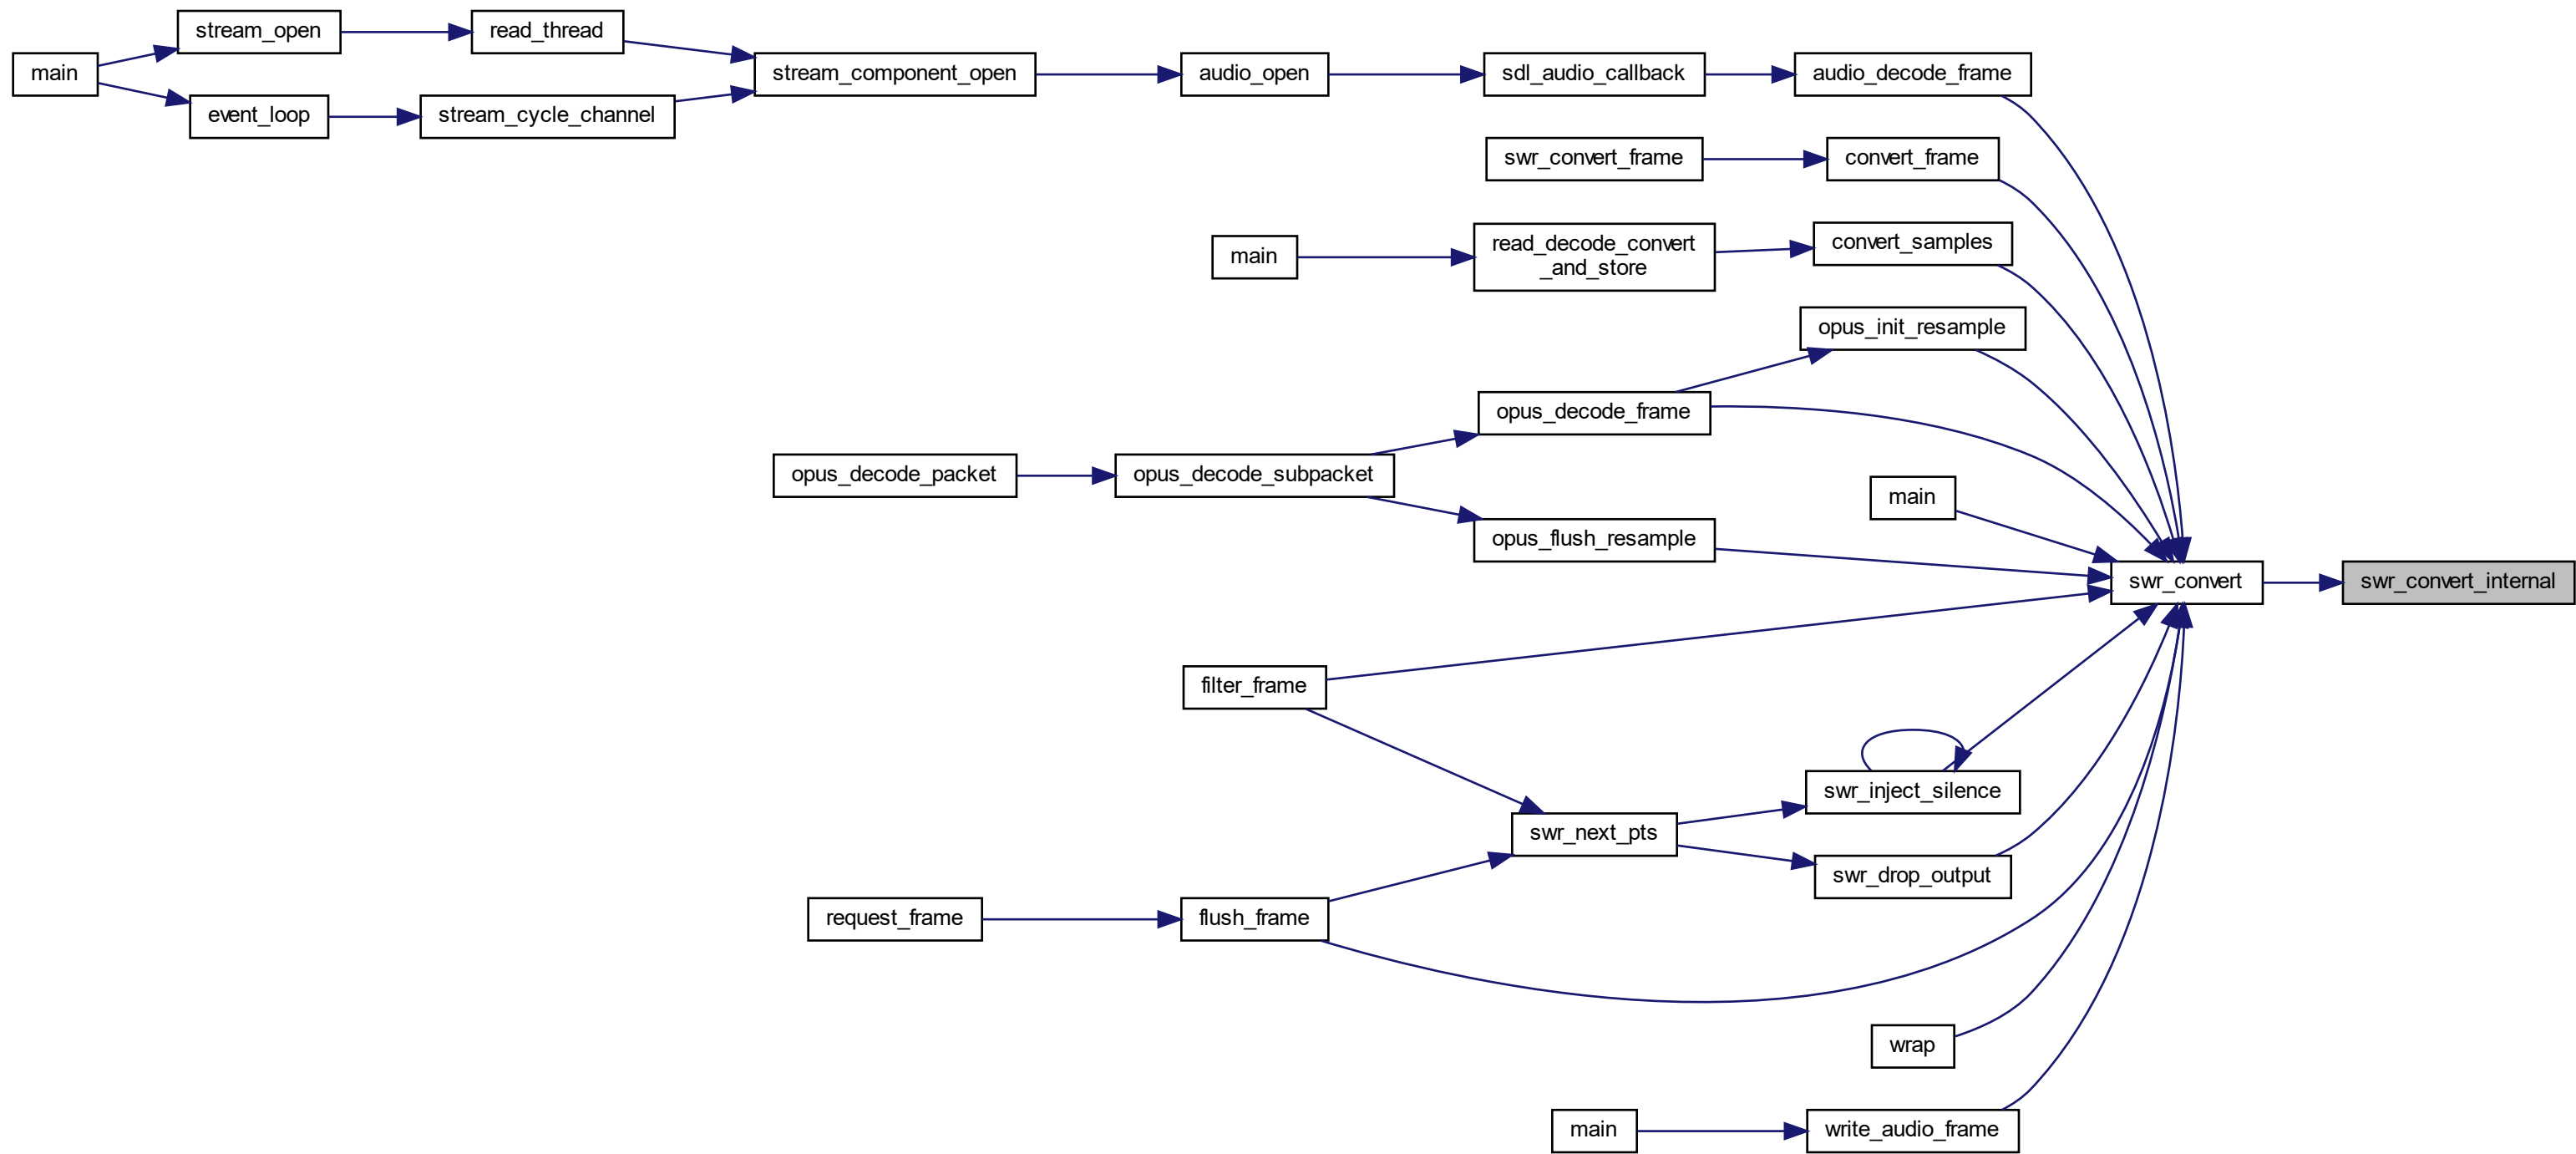 stream_open
read_thread
main
stream_component_open
audio_open
sdl_audio_callback
audio_decode_frame
event_loop
stream_cycle_channel
swr_convert_frame
convert_frame
main
read_decode_convert
_and_store
convert_samples
opus_init_resample
opus_decode_frame
opus_decode_packet
opus_decode_subpacket
main
opus_flush_resample
swr_convert
swr_convert_internal
filter_frame
swr_inject_silence
swr_next_pts
swr_drop_output
request_frame
flush_frame
wrap
main
write_audio_frame